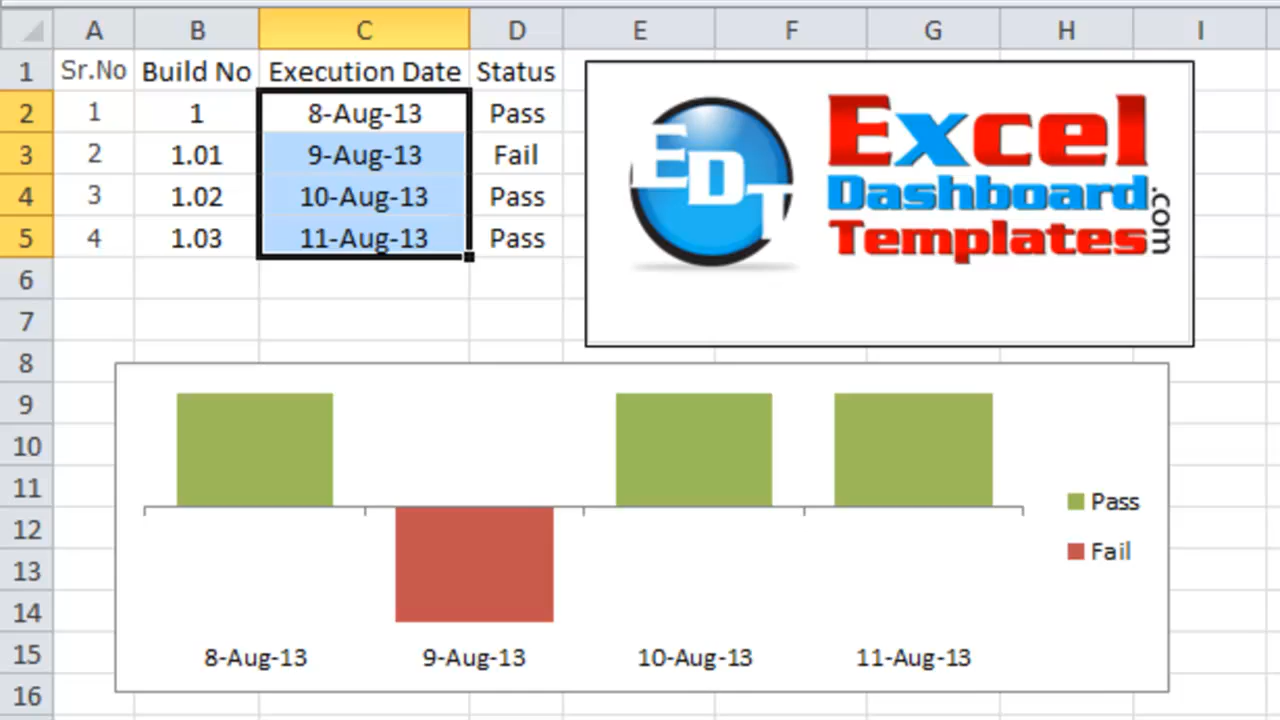 A B C D E F G H I
1 Sr.No Build No Execution Date Status
2 1 1 8-Aug-13 Pass
3 2 1.01 9-Aug-13 Fail
4 3 1.02 10-Aug-13 Pass
5 4 1.03 11-Aug-13 Pass
EDT
Excel
Dashboard
Templates
.com
6
7
8
9
10
11
12
13
14
15
16
Pass
Fail
8-Aug-13 9-Aug-13 10-Aug-13 11-Aug-13